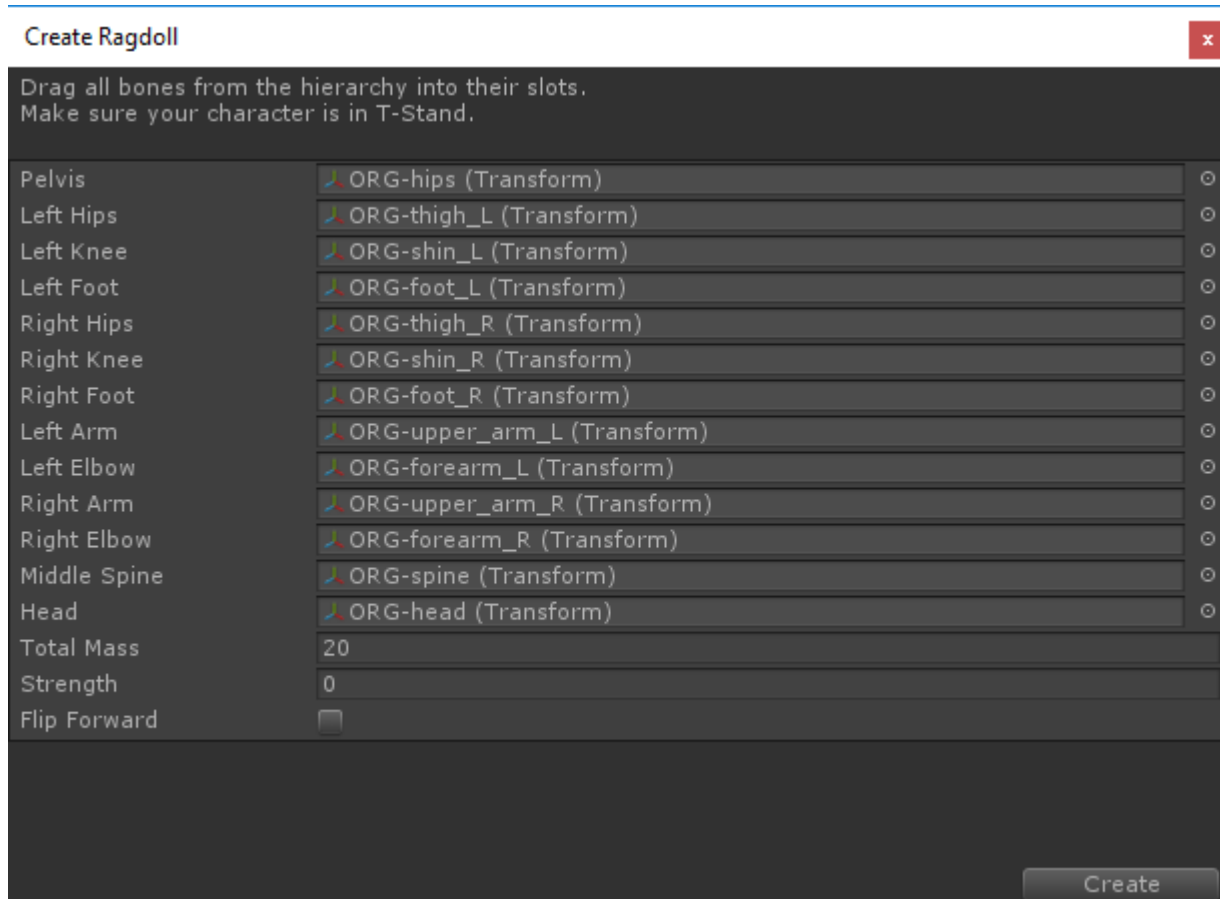 Create Ragdoll
x
Drag all bones from the hierarchy into their slots.
Make sure your character is in T-Stand.
Pelvis ORG-hips (Transform)
Left Hips ORG-thigh_L (Transform)
Left Knee ORG-shin_L (Transform)
Left Foot ORG-foot_L (Transform)
Right Hips ORG-thigh_R (Transform)
Right Knee ORG-shin_R (Transform)
Right Foot ORG-foot_R (Transform)
Left Arm ORG-upper_arm_L (Transform)
Left Elbow ORG-forearm_L (Transform)
Right Arm ORG-upper_arm_R (Transform)
Right Elbow ORG-forearm_R (Transform)
Middle Spine ORG-spine (Transform)
Head ORG-head (Transform)
Total Mass 20
Strength 0
Flip Forward
Create